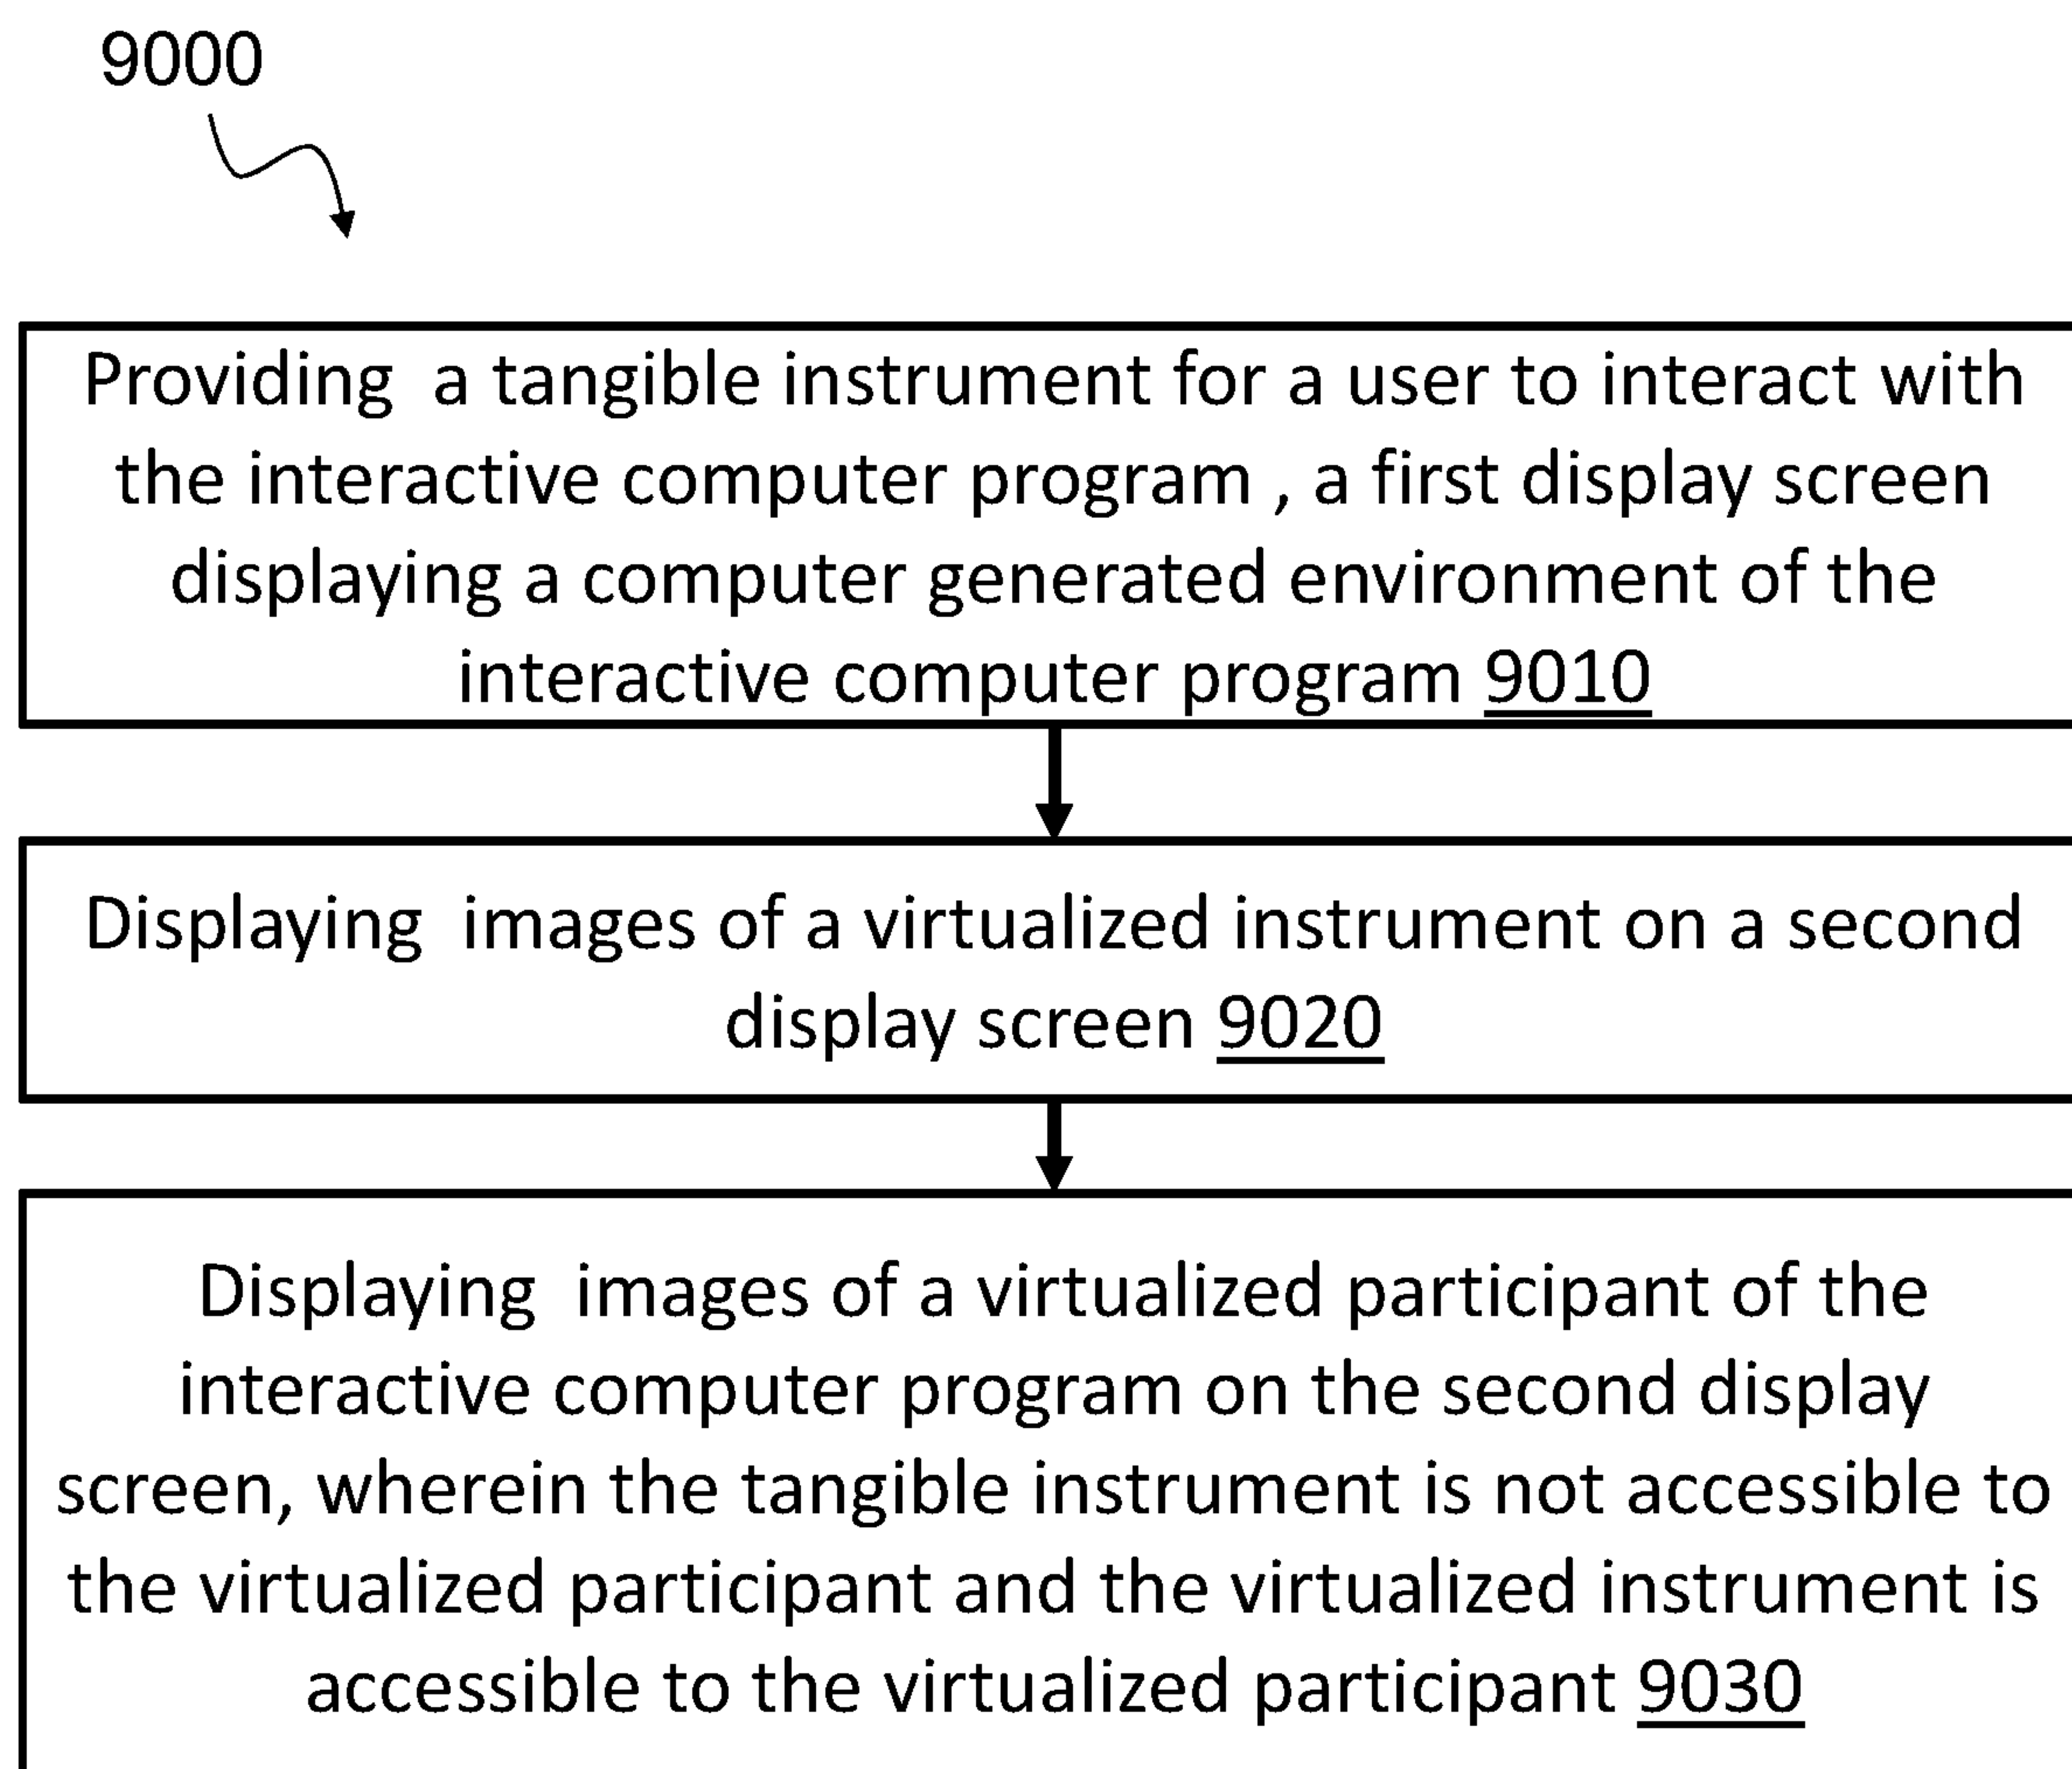 9000
Providing a tangible instrument for a user to interact with
the interactive computer program , a first display screen
displaying a computer generated environment of the
interactive computer program 9010
Displaying images of a virtualized instrument on a second
display screen 9020
Displaying images of a virtualized participant of the
interactive computer program on the second display
screen, wherein the tangible instrument is not accessible to
the virtualized participant and the virtualized instrument is
accessible to the virtualized participant 9030